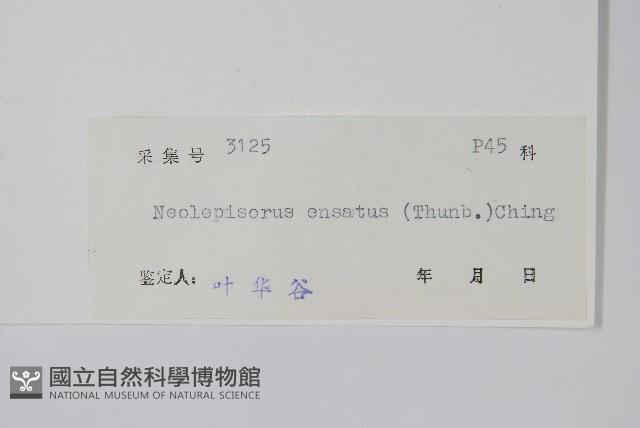 采集号 3125 P45 科
Neolepisorus ensatus (Thunb.)Ching
鉴定人: 叶华谷 年 月 日
國立自然科學博物館
NATIONAL MUSEUM OF NATURAL SCIENCE